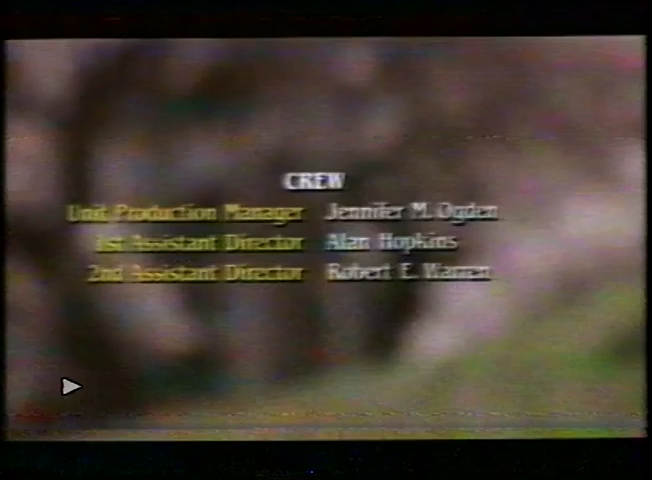 CREW
Unit Production Manager Jennifer M. Ogden
1st Assistant Director Alan Hopkins
2nd Assistant Director Robert E. Warren